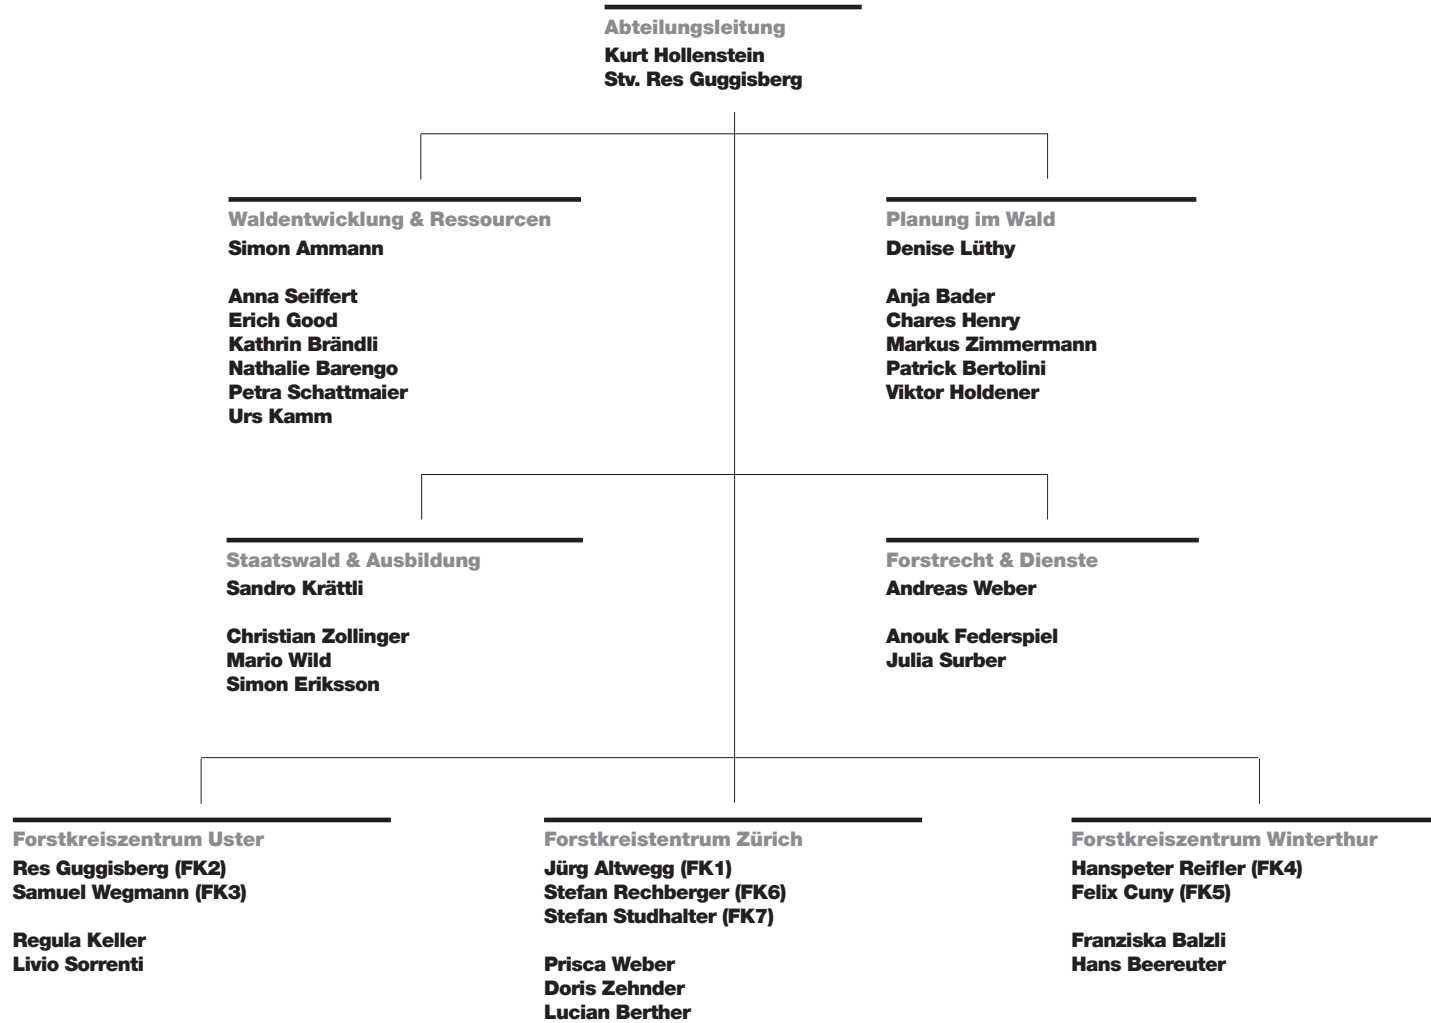 Abteilungsleitung
Kurt Hollenstein
Stv. Res Guggisberg
Waldentwicklung & Ressourcen
Simon Ammann
Anna Seiffert
Erich Good
Kathrin Brändli
Nathalie Barengo
Petra Schattmaier
Urs Kamm
Planung im Wald
Denise Lüthy
Anja Bader
Chares Henry
Markus Zimmermann
Patrick Bertolini
Viktor Holdener
Staatswald & Ausbildung
Sandro Krättli
Christian Zollinger
Mario Wild
Simon Eriksson
Forstrecht & Dienste
Andreas Weber
Anouk Federspiel
Julia Surber
Forstkreiszentrum Uster
Res Guggisberg (FK2)
Samuel Wegmann (FK3)
Regula Keller
Livio Sorrenti
Forstkreistentrum Zürich
Jürg Altwegg (FK1)
Stefan Rechberger (FK6)
Stefan Studhalter (FK7)
Prisca Weber
Doris Zehnder
Lucian Berther
Forstkreiszentrum Winterthur
Hanspeter Reifler (FK4)
Felix Cuny (FK5)
Franziska Balzli
Hans Beereuter